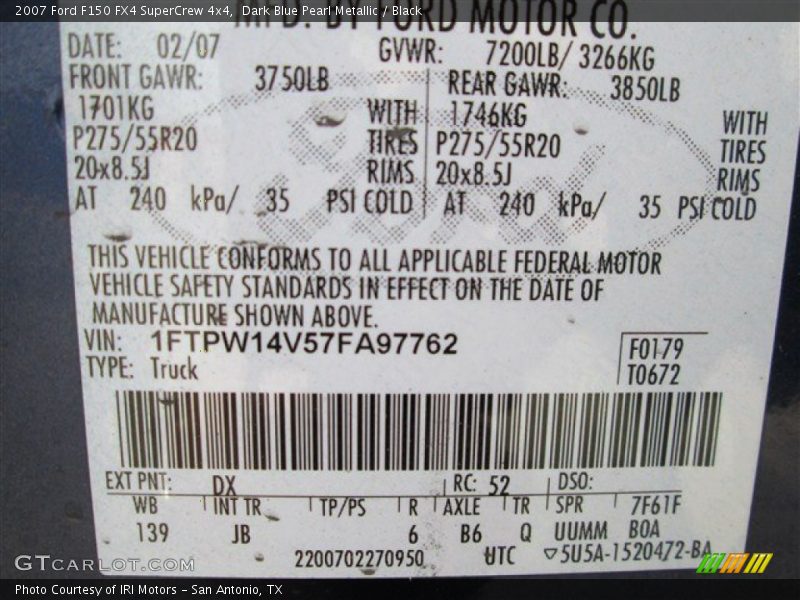 2007 Ford F150 FX4 SuperCrew 4x4, Dark Blue Pearl Metallic / Black
MFD. BY FORD MOTOR CO.
DATE: 02/07 GVWR: 7200LB/ 3266KG
FRONT GAWR: 3750LB REAR GAWR: 3850LB
1701KG WITH 1746KG WITH
P275/55R20 TIRES P275/55R20 TIRES
20x8.5J RIMS 20x8.5J RIMS
AT 240 kPa/ 35 PSI COLD AT 240 kPa/ 35 PSI COLD
THIS VEHICLE CONFORMS TO ALL APPLICABLE FEDERAL MOTOR
VEHICLE SAFETY STANDARDS IN EFFECT ON THE DATE OF
MANUFACTURE SHOWN ABOVE.
VIN: 1FTPW14V57FA97762 F0179
TYPE: Truck T0672
EXT PNT: DX RC: 52 DSO:
WB INT TR TP/PS R AXLE TR SPR 7F61F
139 JB 6 B6 Q UUMM BOA
2200702270950 UTC ▽5U5A-1520472-BA
GTCARLOT.COM
Photo Courtesy of IRI Motors – San Antonio, TX